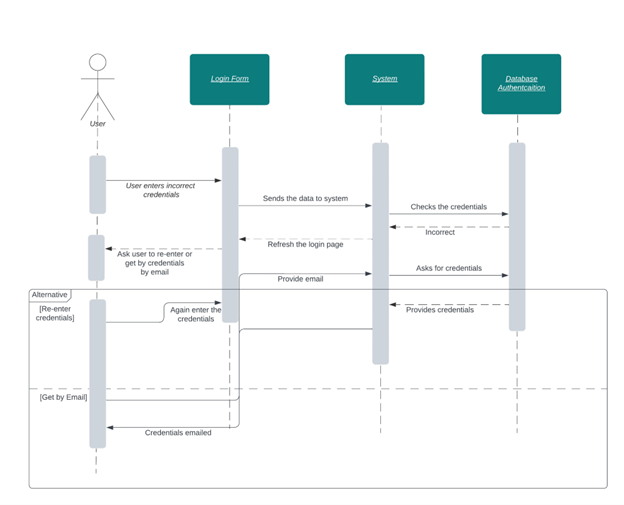 Login Form
System
Database
Authentcaition
User
User enters incorrect
credentials
Sends the data to system
Checks the credentials
Incorrect
Refresh the login page
Ask user to re-enter or
get by credentials
by email
Provide email
Asks for credentials
Alternative
[Re-enter
credentials]
Again enter the
credentials
Provides credentials
[Get by Email]
Credentials emailed